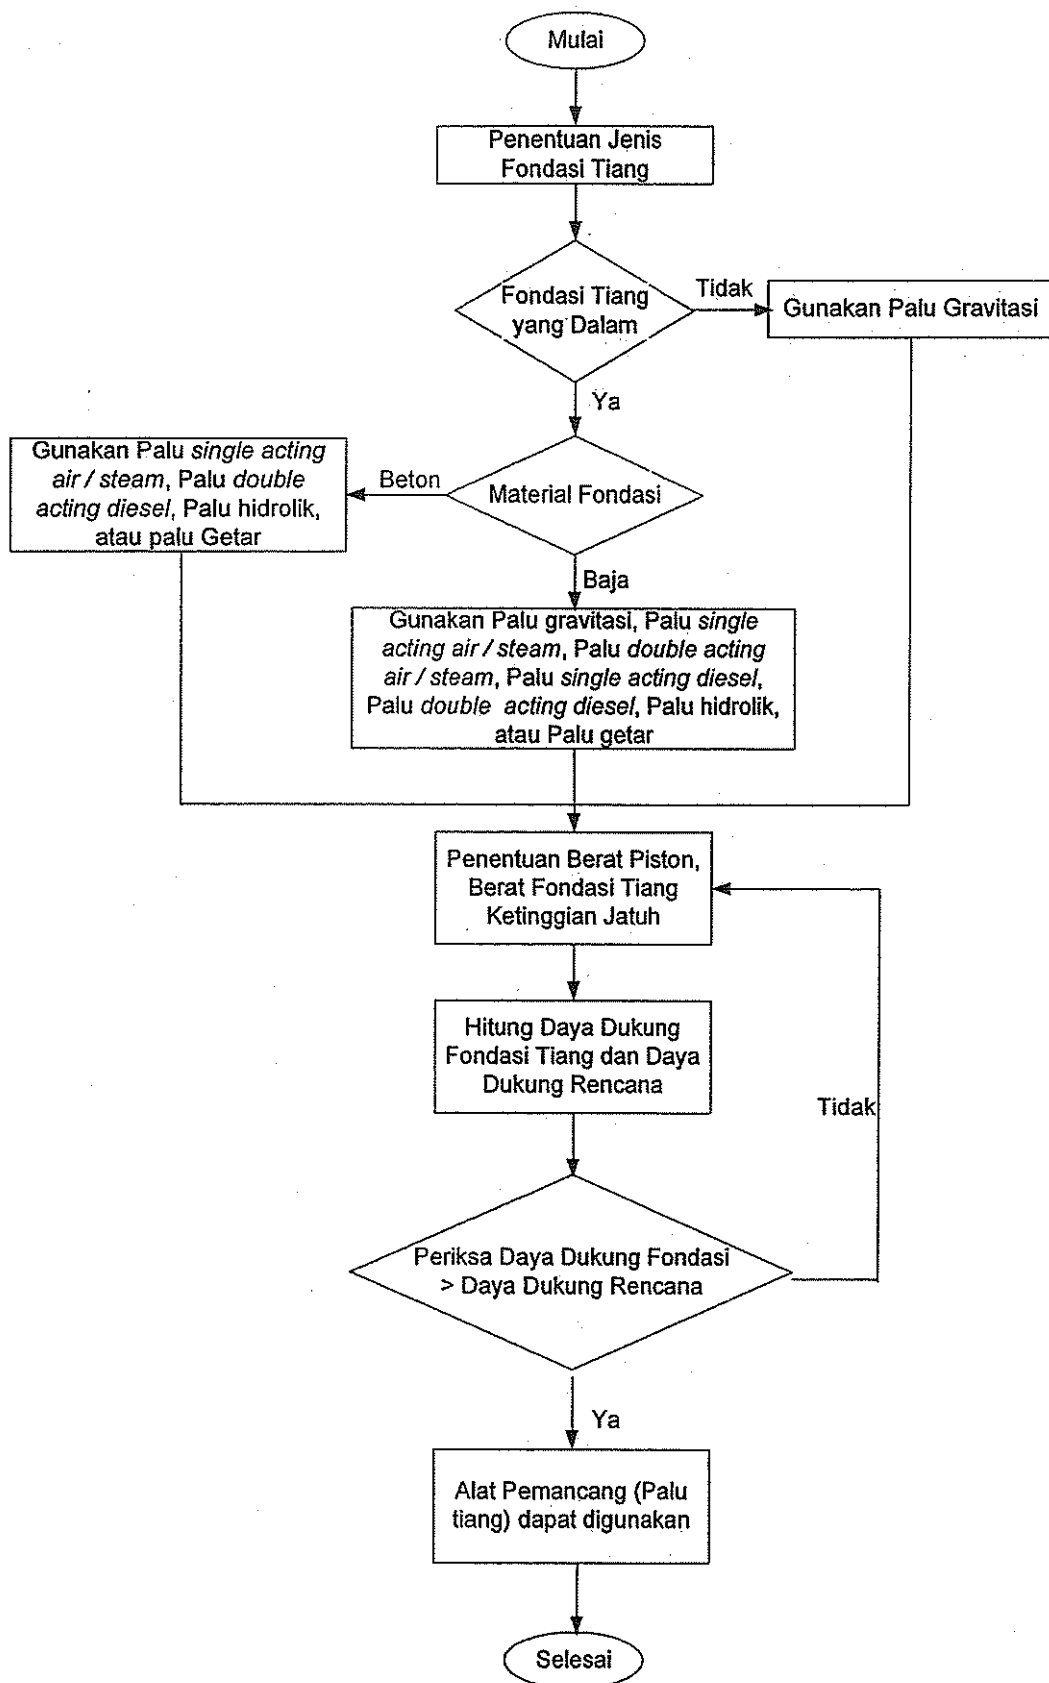 Mulai
Penentuan Jenis
Fondasi Tiang
Fondasi Tiang
yang Dalam
Tidak
Gunakan Palu Gravitasi
Ya
Gunakan Palu single acting
air / steam, Palu double
acting diesel, Palu hidrolik,
atau palu Getar
Beton
Material Fondasi
Baja
Gunakan Palu gravitasi, Palu single
acting air / steam, Palu double acting
air / steam, Palu single acting diesel,
Palu double acting diesel, Palu hidrolik,
atau Palu getar
Penentuan Berat Piston,
Berat Fondasi Tiang
Ketinggian Jatuh
Hitung Daya Dukung
Fondasi Tiang dan Daya
Dukung Rencana
Tidak
Periksa Daya Dukung Fondasi
> Daya Dukung Rencana
Ya
Alat Pemancang (Palu
tiang) dapat digunakan
Selesai